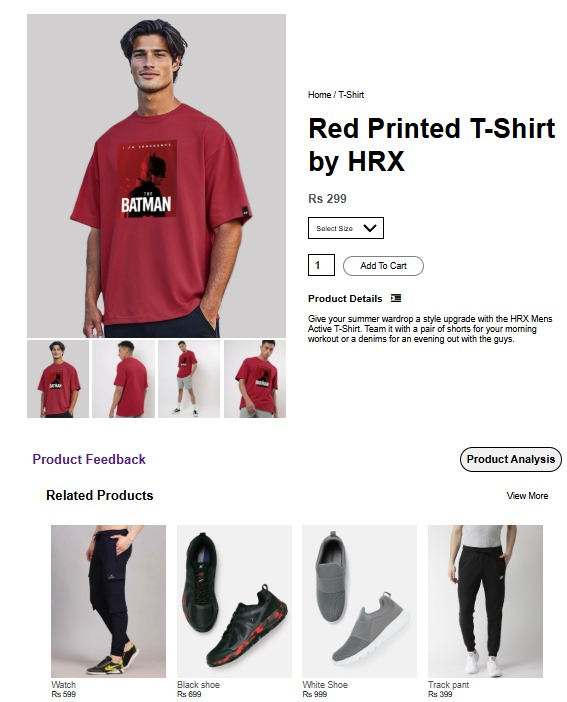 I AM VENGEANCE
THE
BATMAN
Home / T-Shirt
Red Printed T-Shirt
by HRX
Rs 299
Select Size
1
Add To Cart
Product Details
Give your summer wardrop a style upgrade with the HRX Mens
Active T-Shirt. Team it with a pair of shorts for your morning
workout or a denims for an evening out with the guys.
BATMAN
BATMAN
BATMAN
Product Feedback
Product Analysis
Related Products
View More
Watch
Rs 599
Black shoe
Rs 699
White Shoe
Rs 999
Track pant
Rs 399